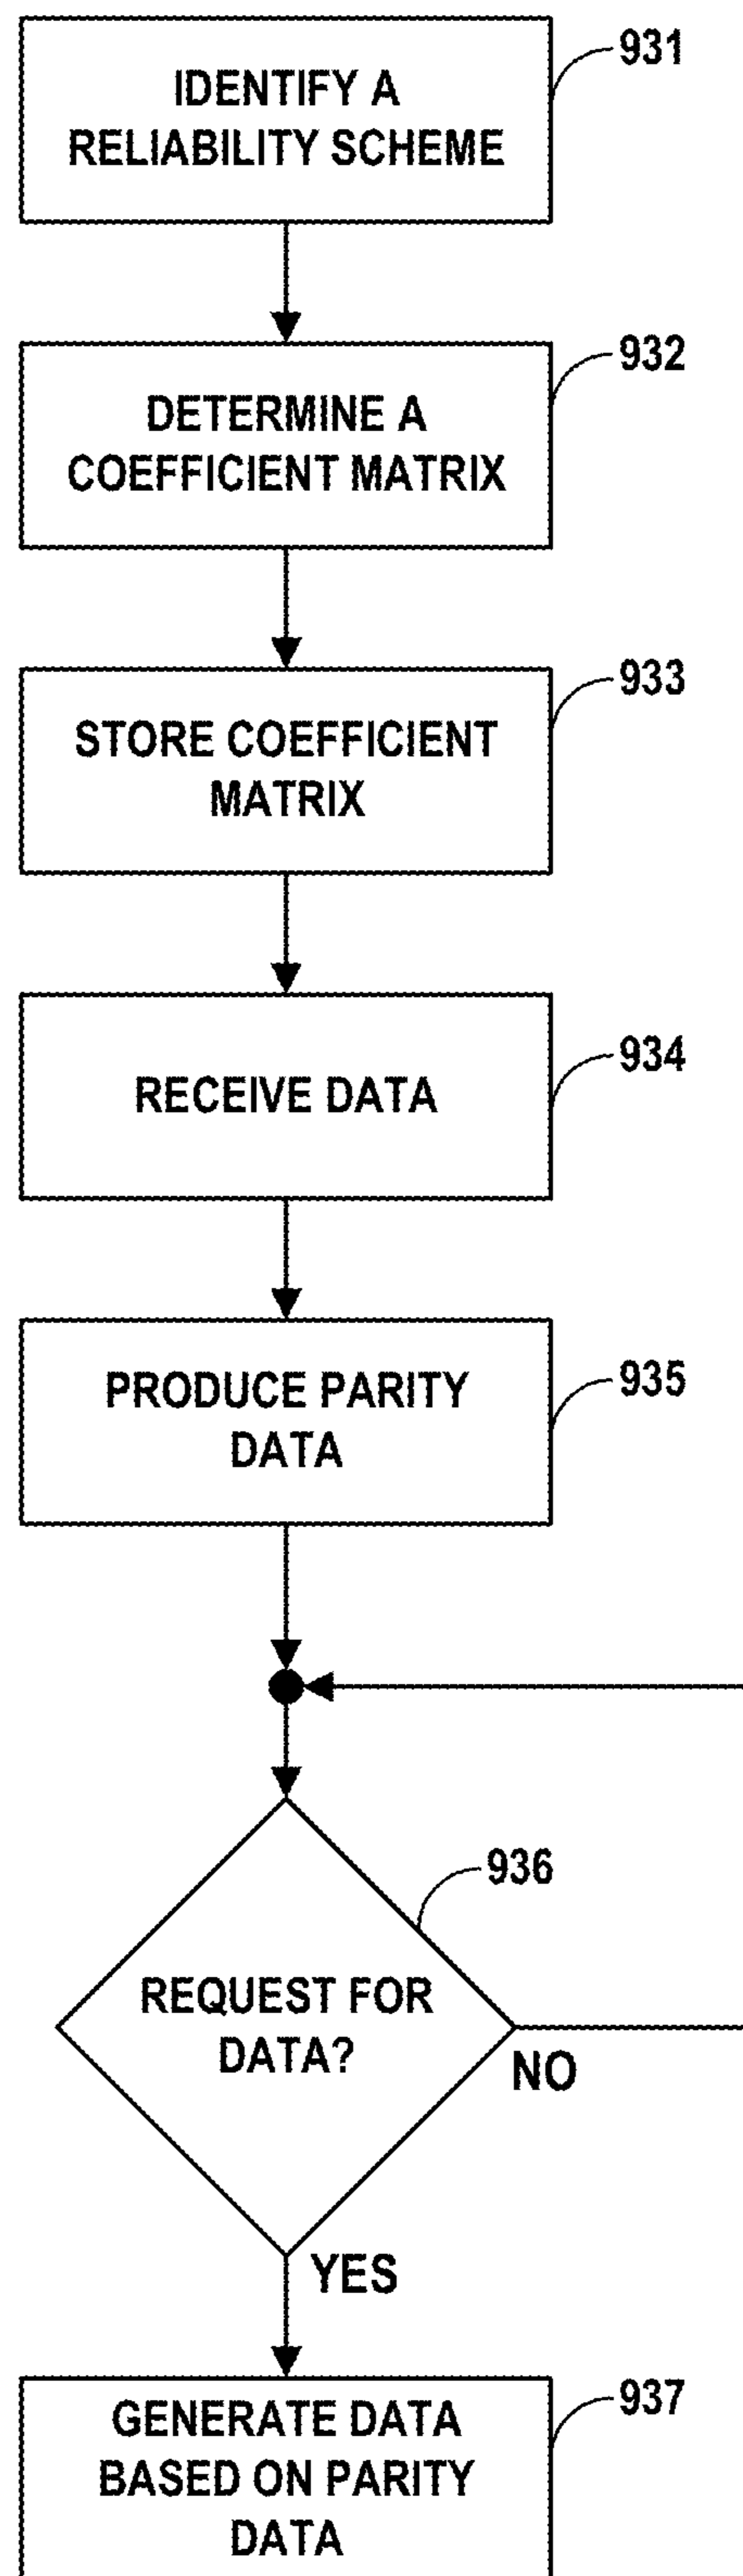 IDENTIFY A
RELIABILITY SCHEME
931
DETERMINE A
COEFFICIENT MATRIX
932
STORE COEFFICIENT
MATRIX
933
RECEIVE DATA
934
PRODUCE PARITY
DATA
935
936
REQUEST FOR
DATA?
NO
YES
GENERATE DATA
BASED ON PARITY
DATA
937